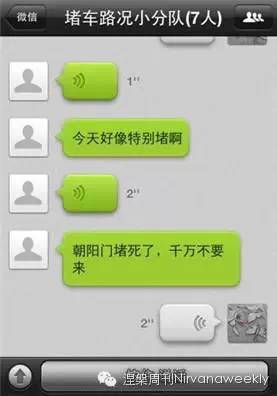 微信
堵车路况小分队(7人)
1"
今天好像特别堵啊
2"
朝阳门堵死了，千万不要
来
2"
涅槃周刊Nirvanaweekly